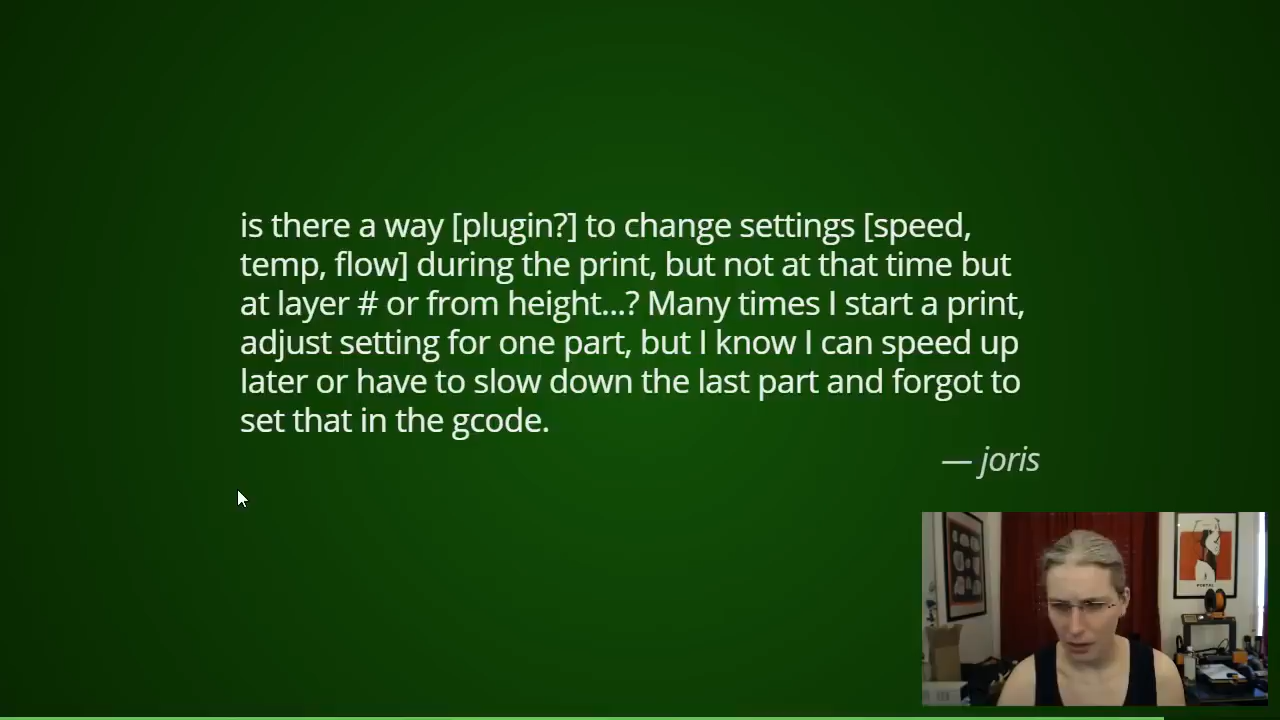 is there a way [plugin?] to change settings [speed,
temp, flow] during the print, but not at that time but
at layer # or from height...? Many times I start a print,
adjust setting for one part, but I know I can speed up
later or have to slow down the last part and forgot to
set that in the gcode.
— joris
PORTAL